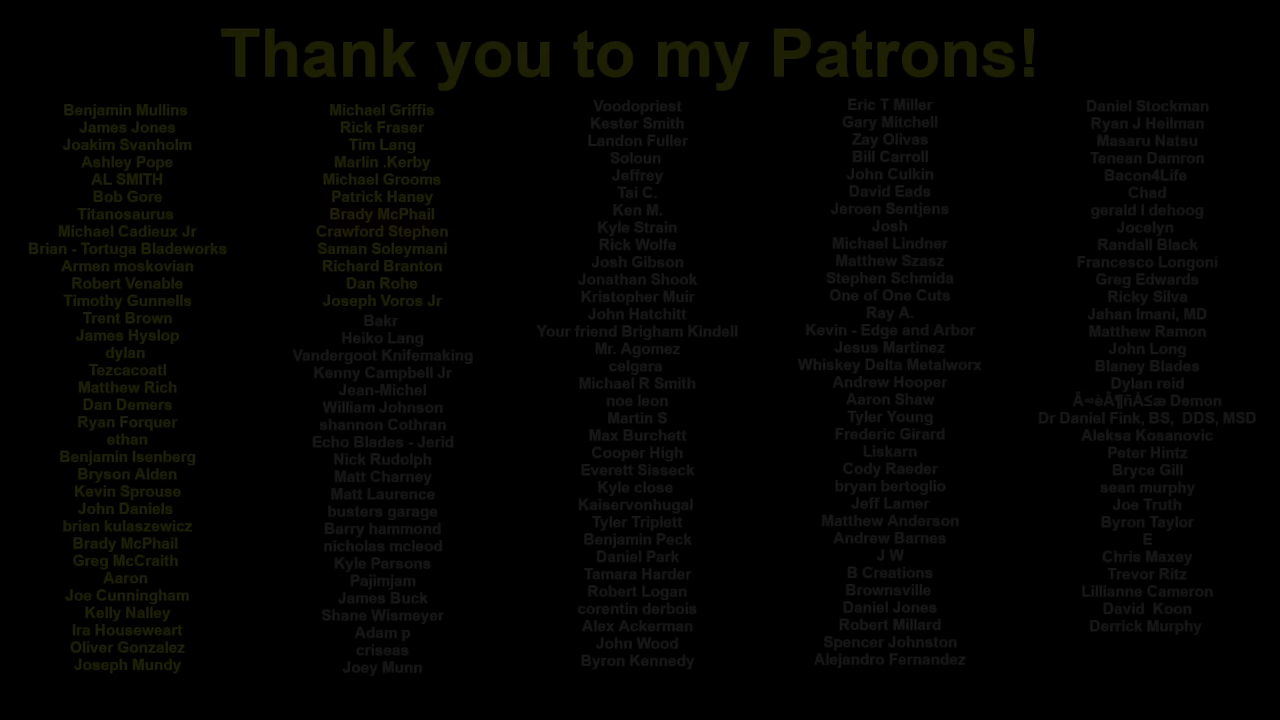 Thank you to my Patrons!
Benjamin Mullins
James Jones
Joakim Svanholm
Ashley Pope
AL SMITH
Bob Gore
Titanosaurus
Michael Cadieux Jr
Brian - Tortuga Bladeworks
Armen moskovian
Robert Venable
Timothy Gunnells
Trent Brown
James Hyslop
dylan
Tezcacoatl
Matthew Rich
Dan Demers
Ryan Forquer
ethan
Benjamin Isenberg
Bryson Alden
Kevin Sprouse
John Daniels
brian kulaszewicz
Brady McPhail
Greg McCraith
Aaron
Joe Cunningham
Kelly Nalley
Ira Houseweart
Oliver Gonzalez
Joseph Mundy
Michael Griffis
Rick Fraser
Tim Lang
Marlin .Kerby
Michael Grooms
Patrick Haney
Brady McPhail
Crawford Stephen
Saman Soleymani
Richard Branton
Dan Rohe
Joseph Voros Jr
Bakr
Heiko Lang
Vandergoot Knifemaking
Kenny Campbell Jr
Jean-Michel
William Johnson
shannon Cothran
Echo Blades - Jerid
Nick Rudolph
Matt Charney
Matt Laurence
busters garage
Barry hammond
nicholas mcleod
Kyle Parsons
Pajimjam
James Buck
Shane Wismeyer
Adam p
criseas
Joey Munn
Voodopriest
Kester Smith
Landon Fuller
Soloun
Jeffrey
Tai C.
Ken M.
Kyle Strain
Rick Wolfe
Josh Gibson
Jonathan Shook
Kristopher Muir
John Hatchitt
Your friend Brigham Kindell
Mr. Agomez
celgara
Michael R Smith
noe leon
Martin S
Max Burchett
Cooper High
Everett Sisseck
Kyle close
Kaiservonhugal
Tyler Triplett
Benjamin Peck
Daniel Park
Tamara Harder
Robert Logan
corentin derbois
Alex Ackerman
John Wood
Byron Kennedy
Eric T Miller
Gary Mitchell
Zay Olivas
Bill Carroll
John Culkin
David Eads
Jeroen Sentjens
Josh
Michael Lindner
Matthew Szasz
Stephen Schmida
One of One Cuts
Ray A.
Kevin - Edge and Arbor
Jesus Martinez
Whiskey Delta Metalworx
Andrew Hooper
Aaron Shaw
Tyler Young
Frederic Girard
Liskarn
Cody Raeder
bryan bertoglio
Jeff Lamer
Matthew Anderson
Andrew Barnes
J W
B Creations
Brownsville
Daniel Jones
Robert Millard
Spencer Johnston
Alejandro Fernandez
Daniel Stockman
Ryan J Heilman
Masaru Natsu
Tenean Damron
Bacon4Life
Chad
gerald l dehoog
Jocelyn
Randall Black
Francesco Longoni
Greg Edwards
Ricky Silva
Jahan Imani, MD
Matthew Ramon
John Long
Blaney Blades
Dylan reid
Demon
Dr Daniel Fink, BS,  DDS, MSD
Aleksa Kosanovic
Peter Hintz
Bryce Gill
sean murphy
Joe Truth
Byron Taylor
E
Chris Maxey
Trevor Ritz
Lillianne Cameron
David  Koon
Derrick Murphy